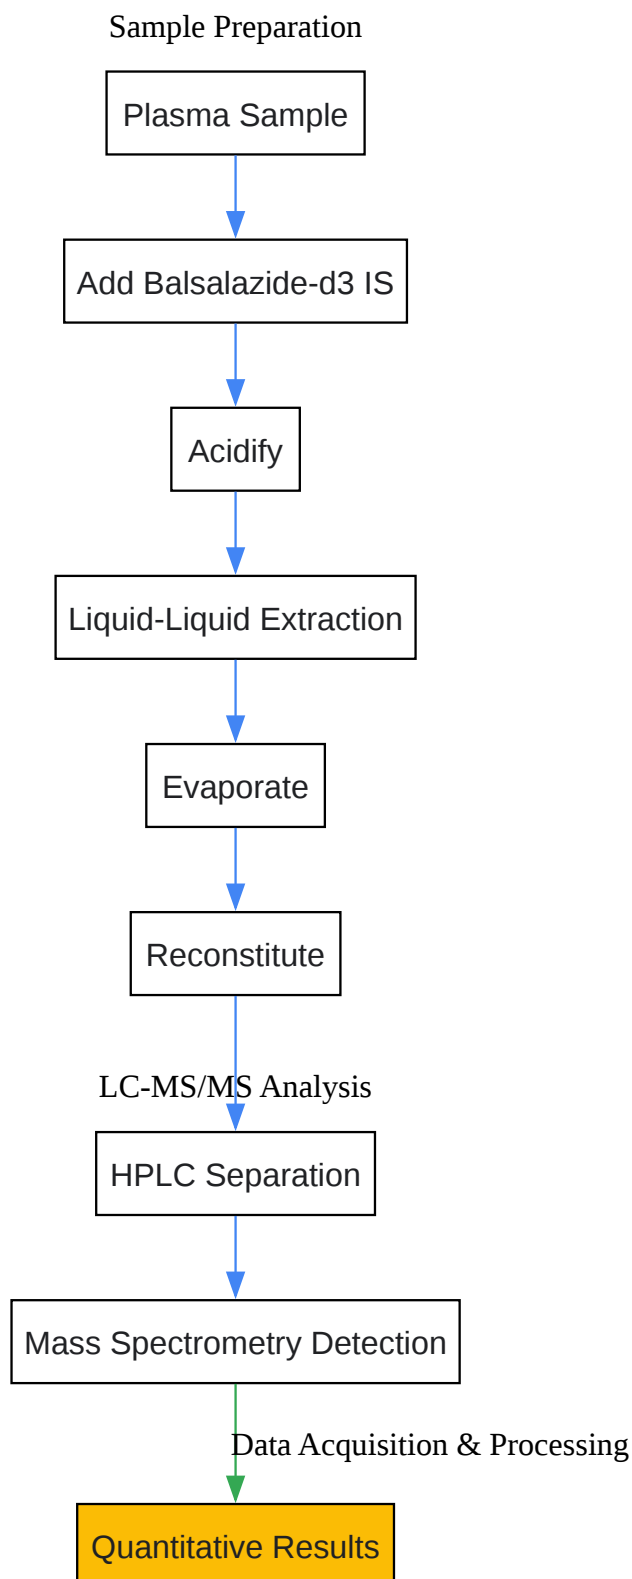 Sample Preparation
Plasma Sample
Add Balsalazide-d3 IS
Acidify
Liquid-Liquid Extraction
Evaporate
Reconstitute
LC-MS/MS Analysis
HPLC Separation
Mass Spectrometry Detection
Data Acquisition & Processing
Quantitative Results